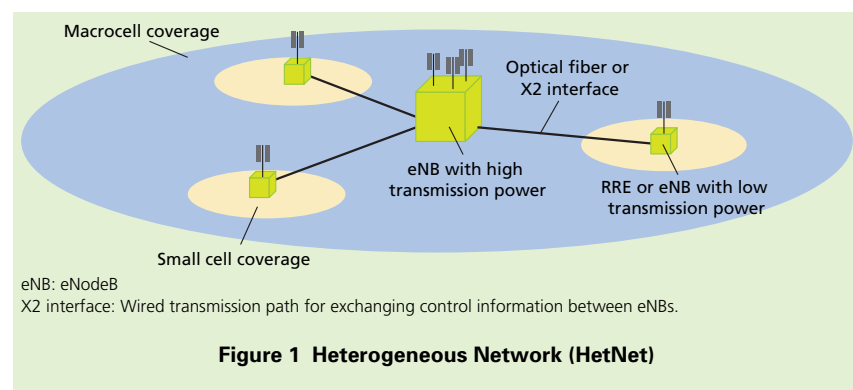 Macrocell coverage
Optical fiber or
X2 interface
eNB with high
transmission power
RRE or eNB with low
transmission power
Small cell coverage
eNB: eNodeB
X2 interface: Wired transmission path for exchanging control information between eNBs.
Figure 1 Heterogeneous Network (HetNet)